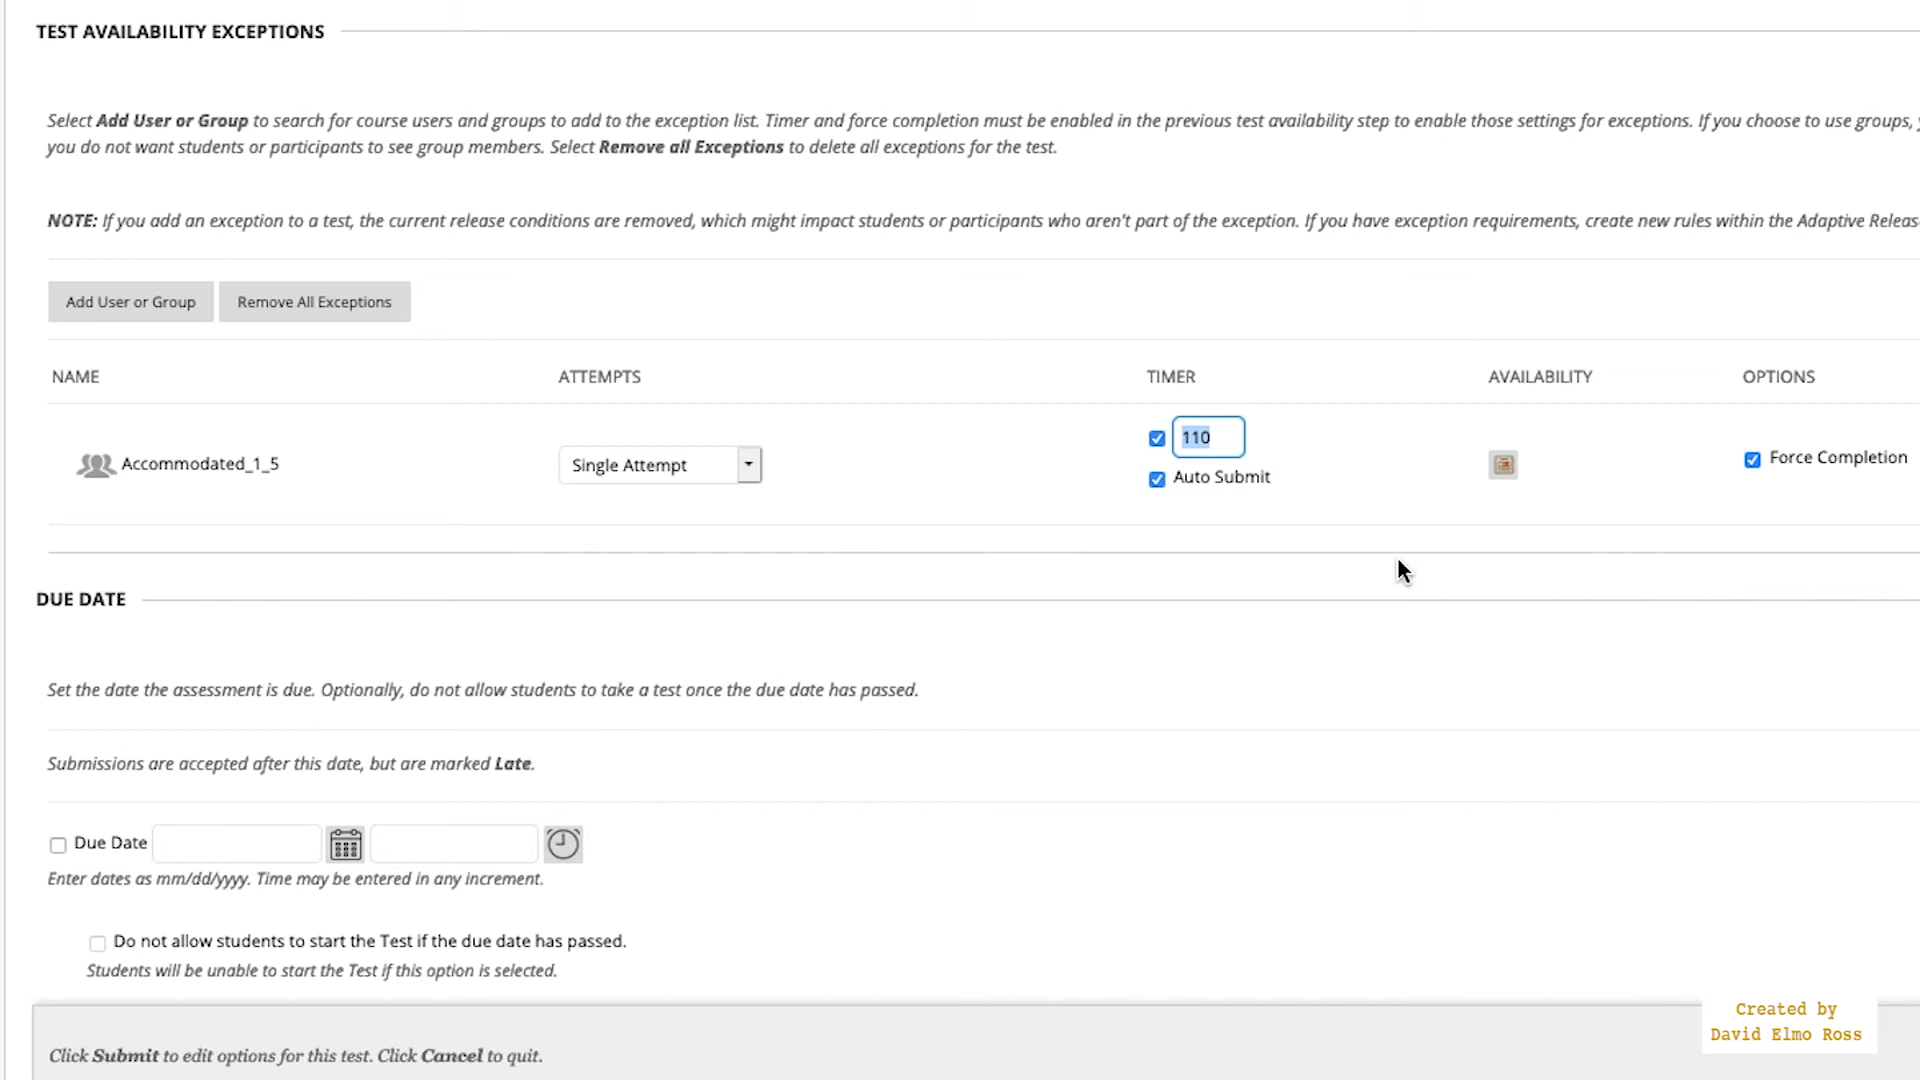 TEST AVAILABILITY EXCEPTIONS
Select Add User or Group to search for course users and groups to add to the exception list. Timer and force completion must be enabled in the previous test availability step to enable those settings for exceptions. If you choose to use groups,
you do not want students or participants to see group members. Select Remove all Exceptions to delete all exceptions for the test.
NOTE: If you add an exception to a test, the current release conditions are removed, which might impact students or participants who aren't part of the exception. If you have exception requirements, create new rules within the Adaptive Releas
Add User or Group Remove All Exceptions
NAME ATTEMPTS TIMER AVAILABILITY OPTIONS
110
Accommodated_1_5 Single Attempt Force Completion
Auto Submit
DUE DATE
Set the date the assessment is due. Optionally, do not allow students to take a test once the due date has passed.
Submissions are accepted after this date, but are marked Late.
Due Date
Enter dates as mm/dd/yyyy. Time may be entered in any increment.
Do not allow students to start the Test if the due date has passed.
Students will be unable to start the Test if this option is selected.
Created by
David Elmo Ross
Click Submit to edit options for this test. Click Cancel to quit.